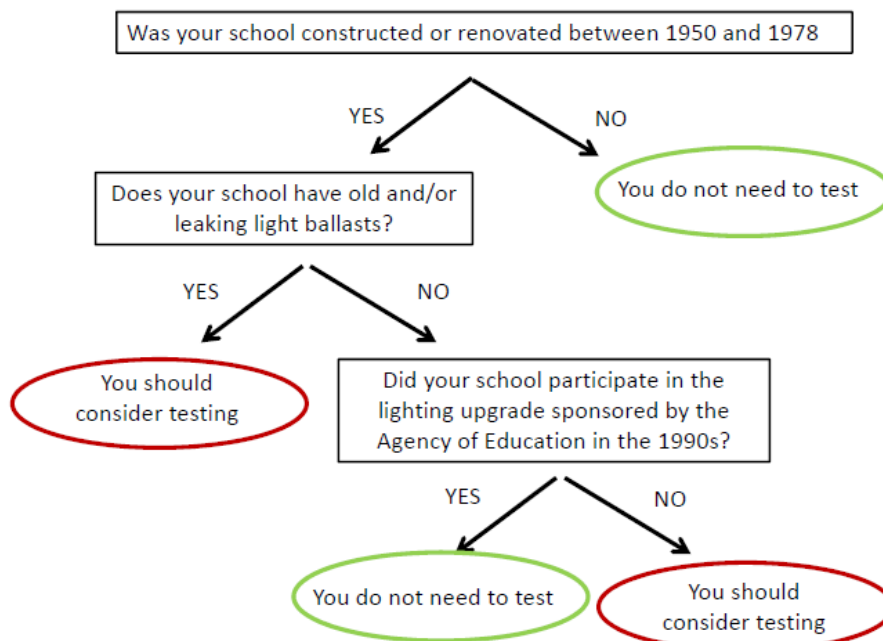 Was your school constructed or renovated between 1950 and 1978
YES
NO
Does your school have old and/or
leaking light ballasts?
You do not need to test
YES
NO
You should
consider testing
Did your school participate in the
lighting upgrade sponsored by the
Agency of Education in the 1990s?
YES
NO
You do not need to test
You should
consider testing